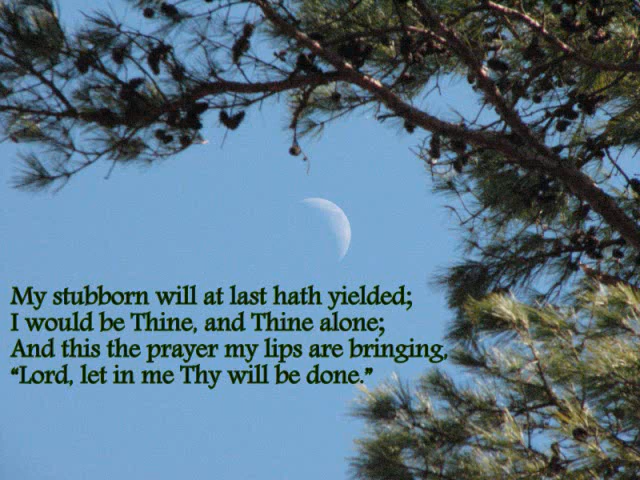 My stubborn will at last hath yielded;
I would be Thine, and Thine alone;
And this the prayer my lips are bringing,
“Lord, let in me Thy will be done.”